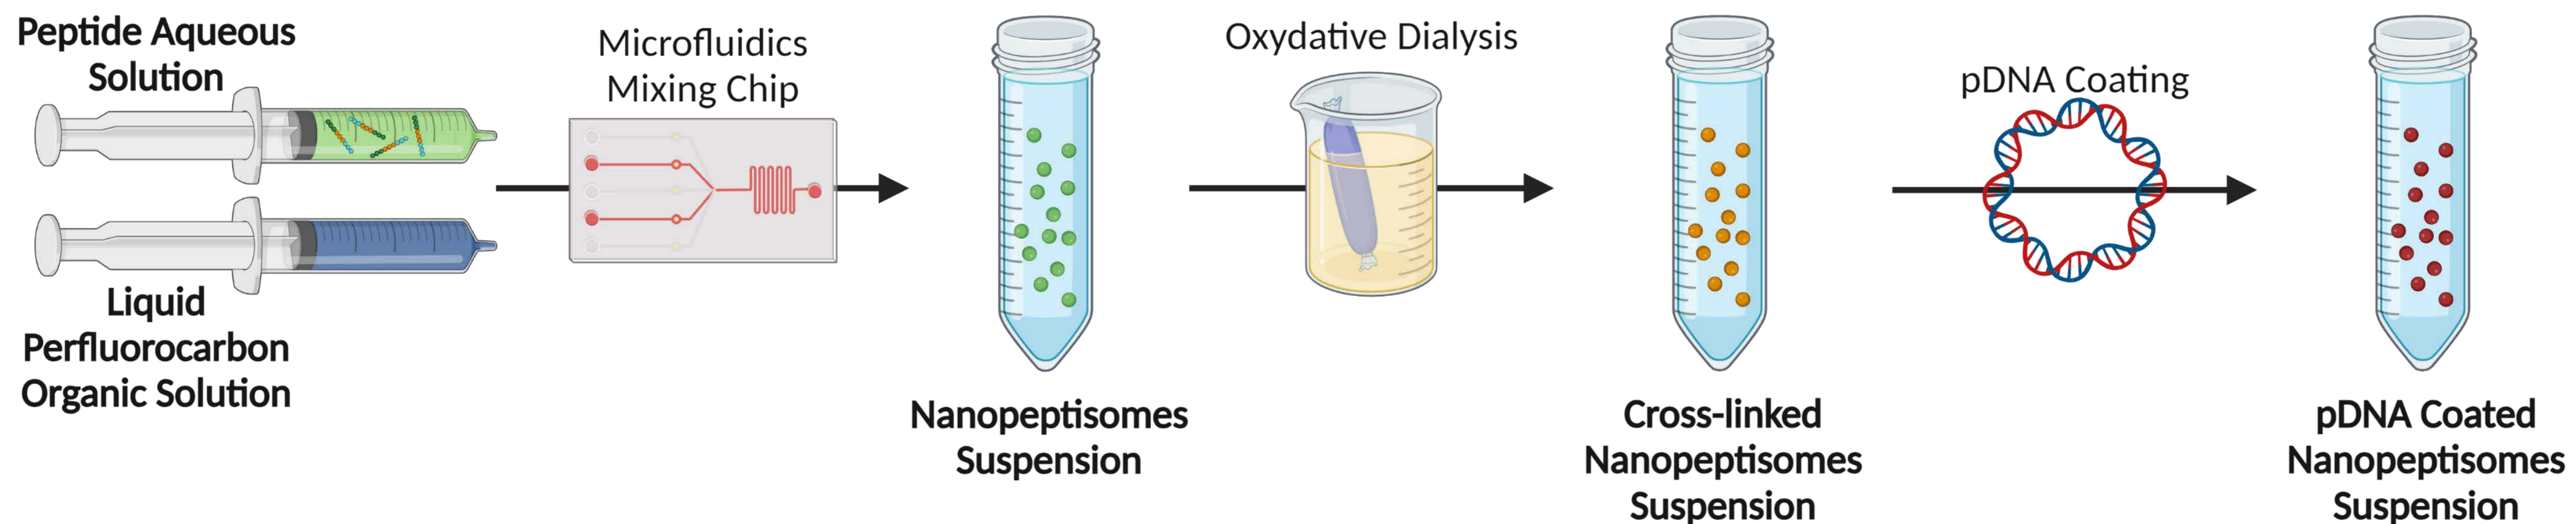 Peptide Aqueous
Solution
Liquid
Perfluorocarbon
Organic Solution
Microfluidics
Mixing Chip
Nanopeptisomes
Suspension
Oxydative Dialysis
Cross-linked
Nanopeptisomes
Suspension
pDNA Coating
pDNA Coated
Nanopeptisomes
Suspension